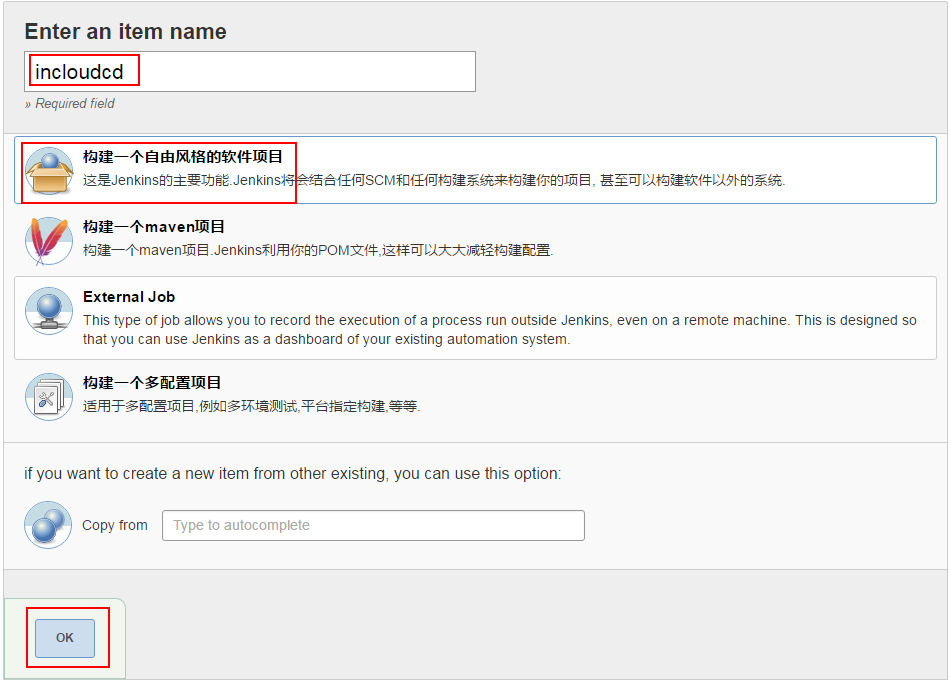 Enter an item name
incloudcd
» Required field
构建一个自由风格的软件项目
这是Jenkins的主要功能.Jenkins将会结合任何SCM和任何构建系统来构建你的项目, 甚至可以构建软件以外的系统.
构建一个maven项目
构建一个maven项目.Jenkins利用你的POM文件,这样可以大大减轻构建配置.
External Job
This type of job allows you to record the execution of a process run outside Jenkins, even on a remote machine. This is designed so
that you can use Jenkins as a dashboard of your existing automation system.
构建一个多配置项目
适用于多配置项目,例如多环境测试,平台指定构建,等等.
if you want to create a new item from other existing, you can use this option:
Copy from Type to autocomplete
OK